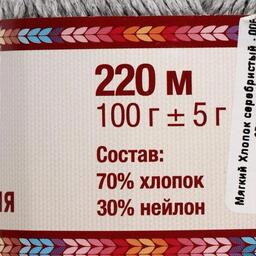 220 м
100 г ± 5 г
Состав:
70% хлопок
30% нейлон
Мягкий Хлопок серебристый